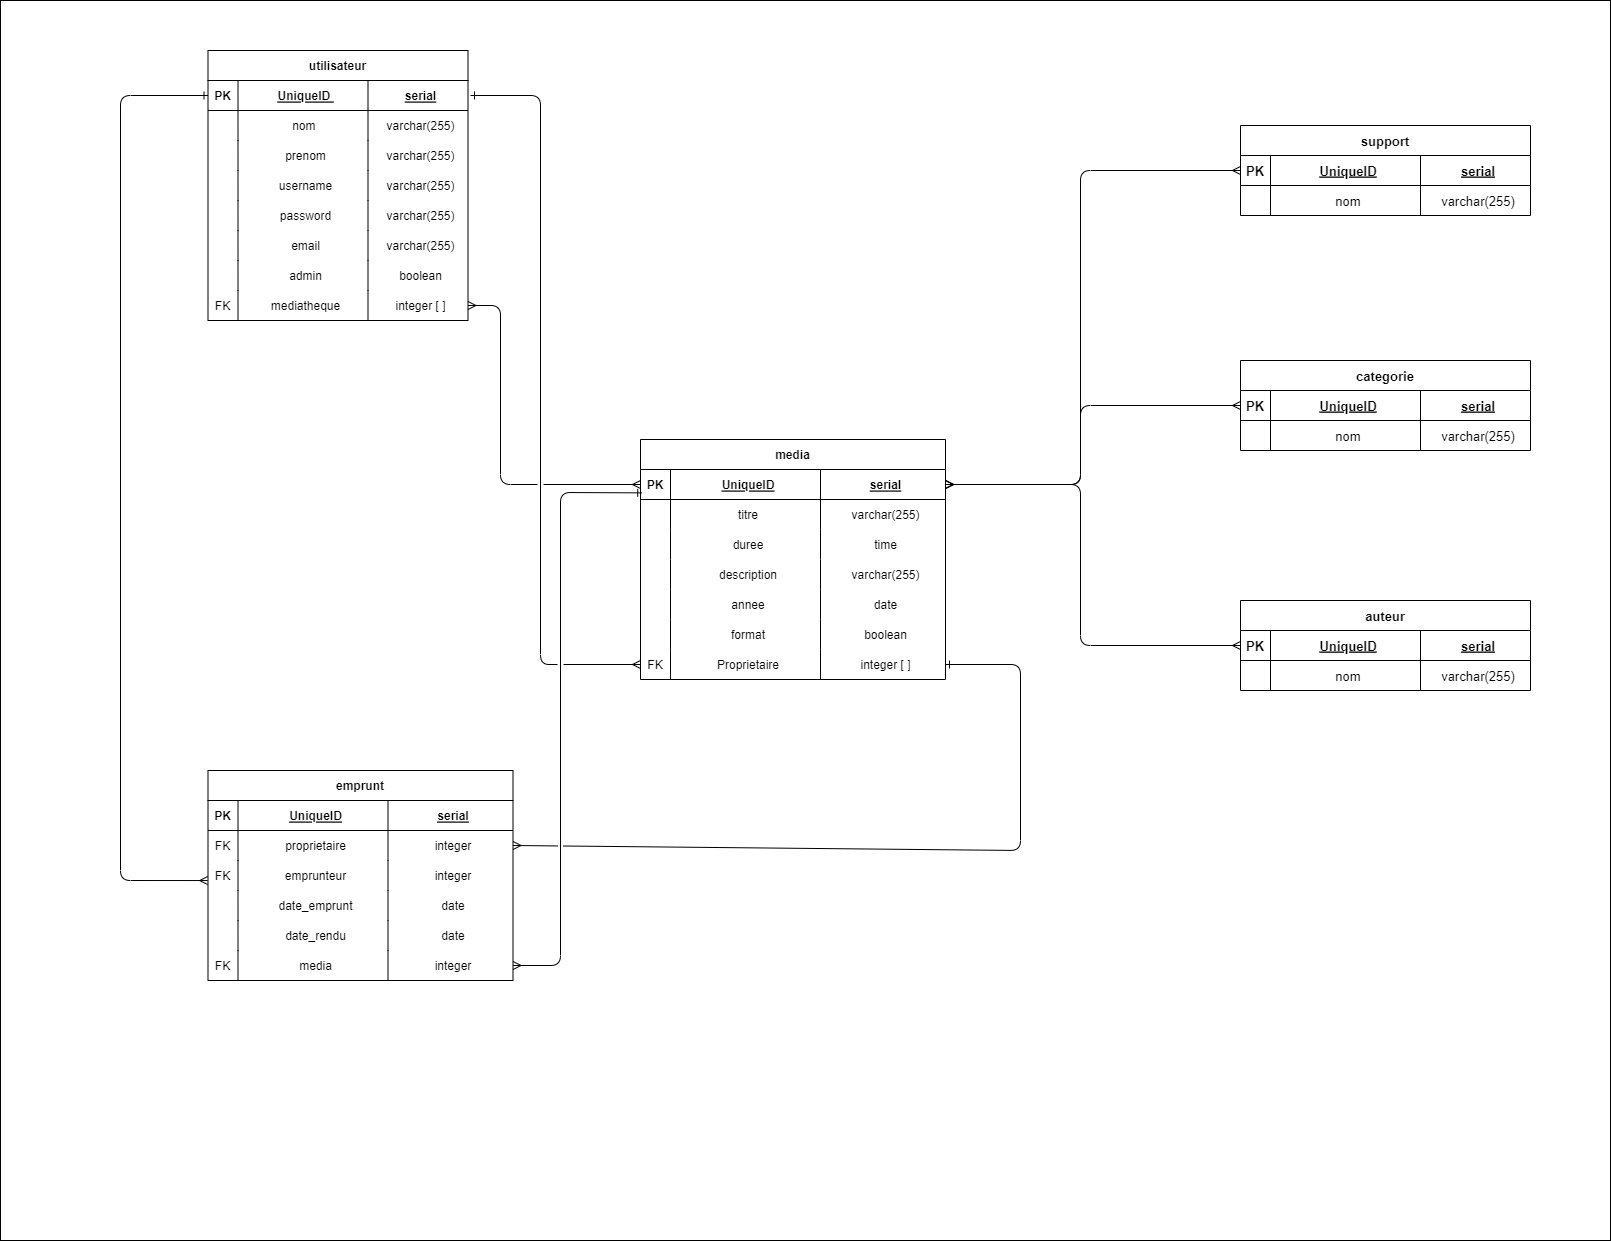 utilisateur
PK UniqueID serial
nom varchar(255)
prenom varchar(255)
username varchar(255)
password varchar(255)
email varchar(255)
admin boolean
FK mediatheque integer [ ]
support
PK UniqueID serial
nom varchar(255)
categorie
PK UniqueID serial
nom varchar(255)
media
PK UniqueID serial
titre varchar(255)
duree time
description varchar(255)
annee date
format boolean
FK Proprietaire integer [ ]
auteur
PK UniqueID serial
nom varchar(255)
emprunt
PK UniqueID serial
FK proprietaire integer
FK emprunteur integer
date_emprunt date
date_rendu date
FK media integer